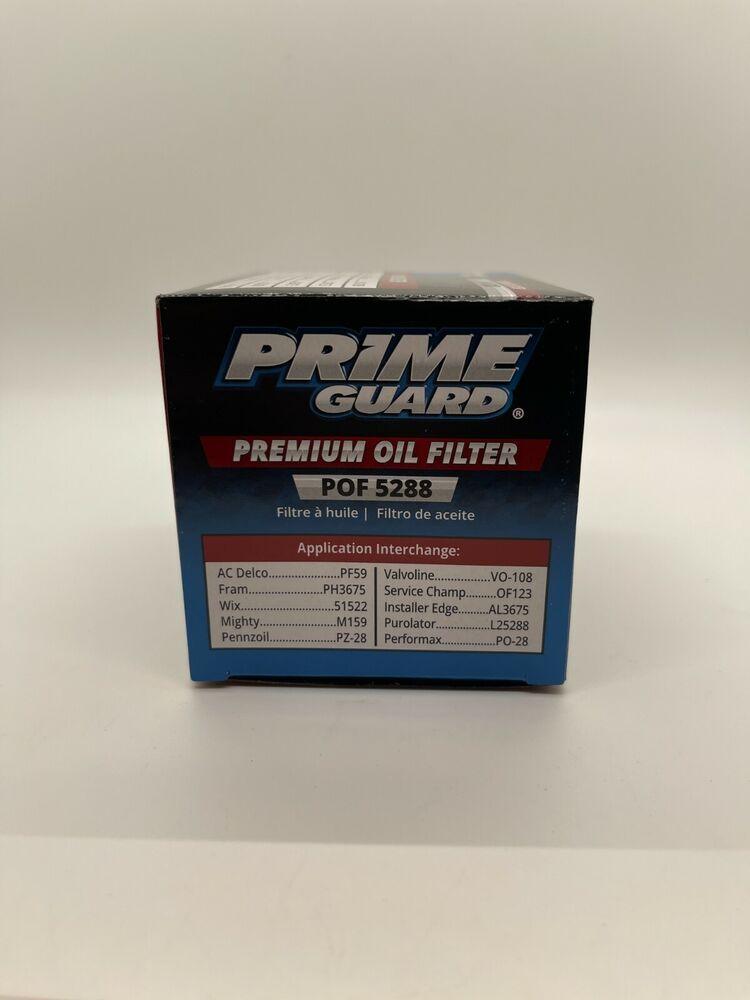 PRIME
GUARD®
PREMIUM OIL FILTER
POF 5288
Filtre à huile | Filtro de aceite
Application Interchange:
AC Delco......................PF59
Fram.......................PH3675
Wix.............................51522
Mighty.....................M159
Pennzoil....................PZ-28
Valvoline.................VO-108
Service Champ.........OF123
Installer Edge.........AL3675
Purolator.................L25288
Performax................PO-28